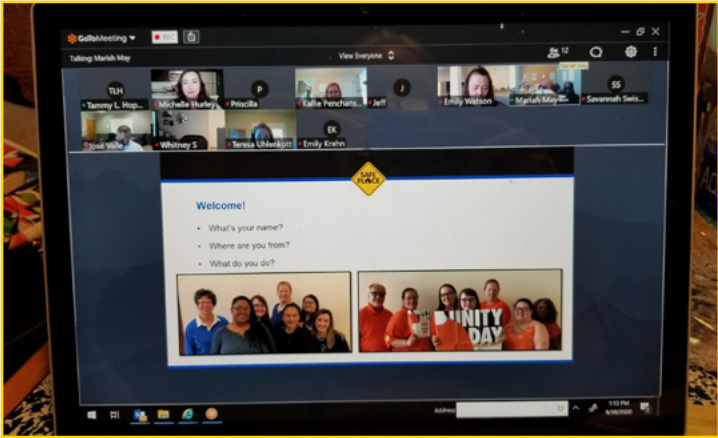 GoToMeeting
REC
Talking: Mariah May
View Everyone
12
TLH
P
J
SS
Tammy L. Hop...
Michelle Hurley
Priscilla
Kallie Penchans...
Jeff
Emily Watson
Mariah May
Savannah Swis...
EK
Jose Valle
Whitney S
Teresa Uhlenkott
Emily Krahn
SAFE
PLACE
Welcome!
• What's your name?
• Where are you from?
• What do you do?
UNITY
DAY
Address
1:13 PM
9/30/2020